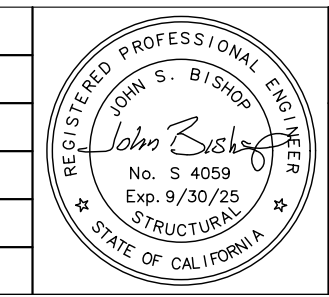 REGISTERED PROFESSIONAL ENGINEER
JOHN S. BISHOP
John Bishop
No. S 4059
Exp. 9/30/25
STRUCTURAL
STATE OF CALIFORNIA